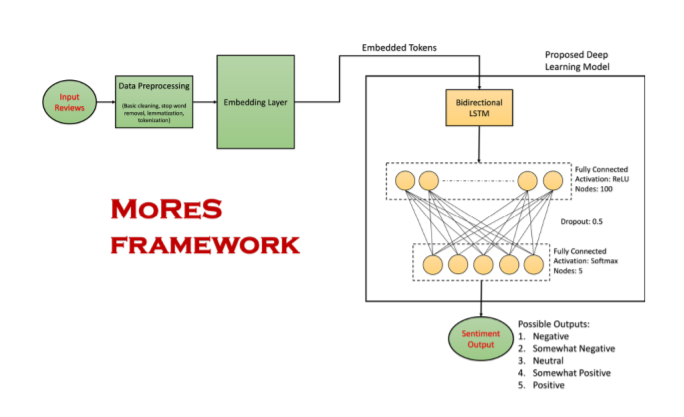 Embedded Tokens
Proposed Deep
Learning Model
Input
Reviews
Data Preprocessing
(Basic cleaning, stop word
removal, lemmatization,
tokenization)
Embedding Layer
Bidirectional
LSTM
Fully Connected
Activation: ReLU
Nodes: 100
Dropout: 0.5
MoReS
FRAMEWORK
Fully Connected
Activation: Softmax
Nodes: 5
Sentiment
Output
Possible Outputs:
1. Negative
2. Somewhat Negative
3. Neutral
4. Somewhat Positive
5. Positive